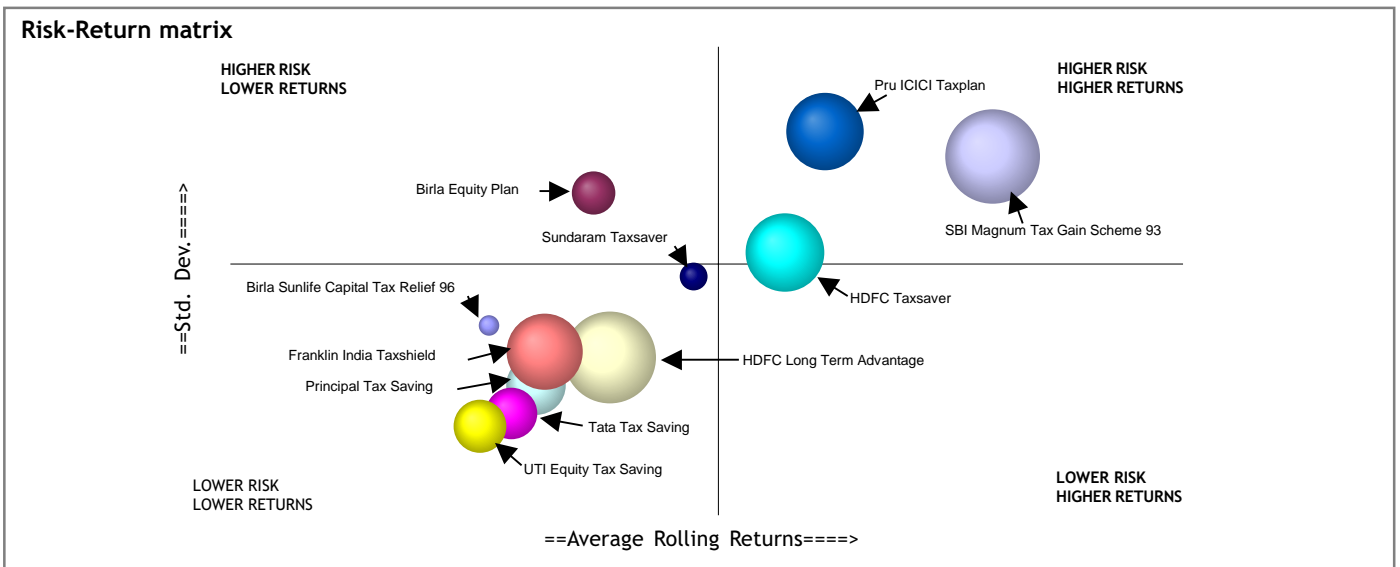 Risk-Return matrix
HIGHER RISK
LOWER RETURNS
HIGHER RISK
HIGHER RETURNS
Pru ICICI Taxplan
Birla Equity Plan
SBI Magnum Tax Gain Scheme 93
Sundaram Taxsaver
==Std. Dev.====>
Birla Sunlife Capital Tax Relief 96
HDFC Taxsaver
Franklin India Taxshield
HDFC Long Term Advantage
Principal Tax Saving
Tata Tax Saving
UTI Equity Tax Saving
LOWER RISK
LOWER RETURNS
LOWER RISK
HIGHER RETURNS
==Average Rolling Returns====>